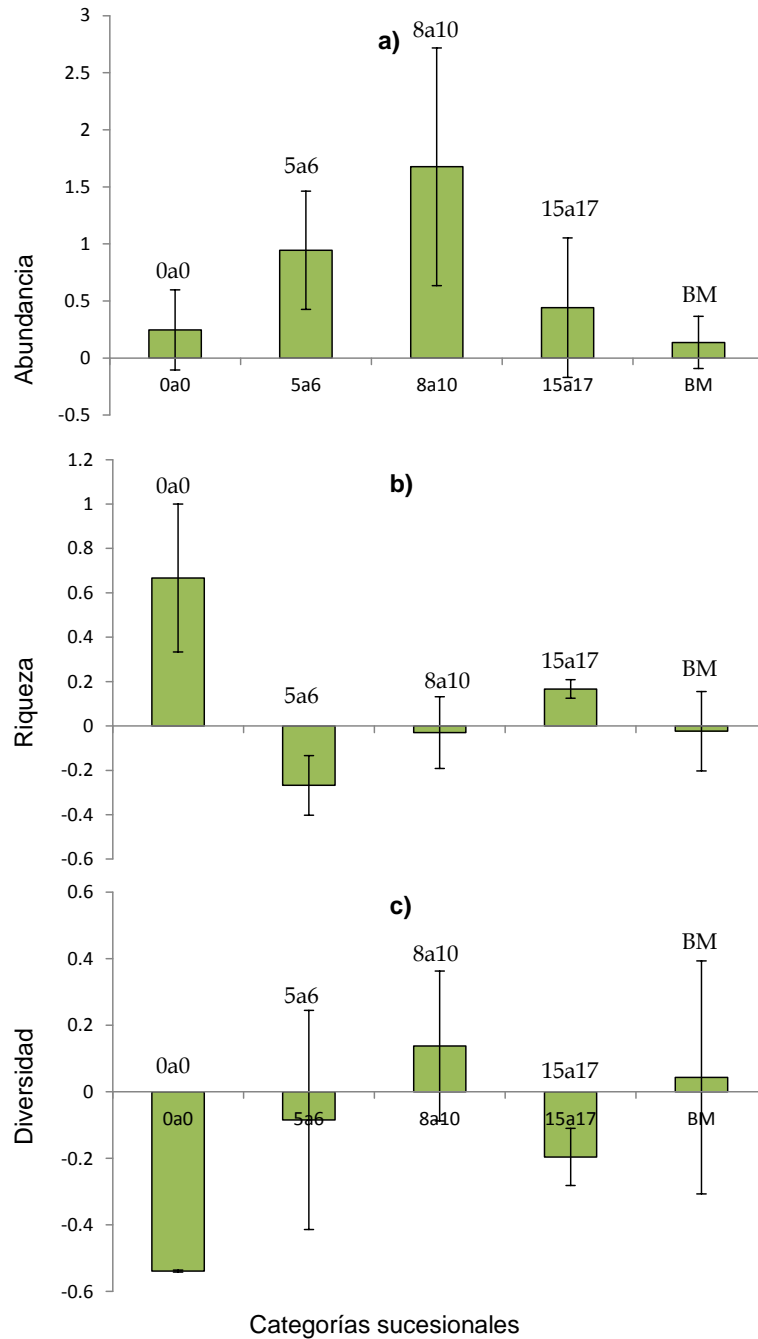 a)
3
2.5
2
1.5
1
0.5
0
-0.5
Abundancia
0a0
5a6
8a10
15a17
BM
0a0 5a6 8a10 15a17 BM
b)
1.2
1
0.8
0.6
0.4
0.2
0
-0.2
-0.4
-0.6
Riqueza
0a0
5a6
8a10
15a17
BM
c)
0.6
0.4
0.2
0
-0.2
-0.4
-0.6
Diversidad
0a0
5a6
8a10
15a17
BM
0a0 5a6 8a10 15a17 BM
Categorías sucesionales